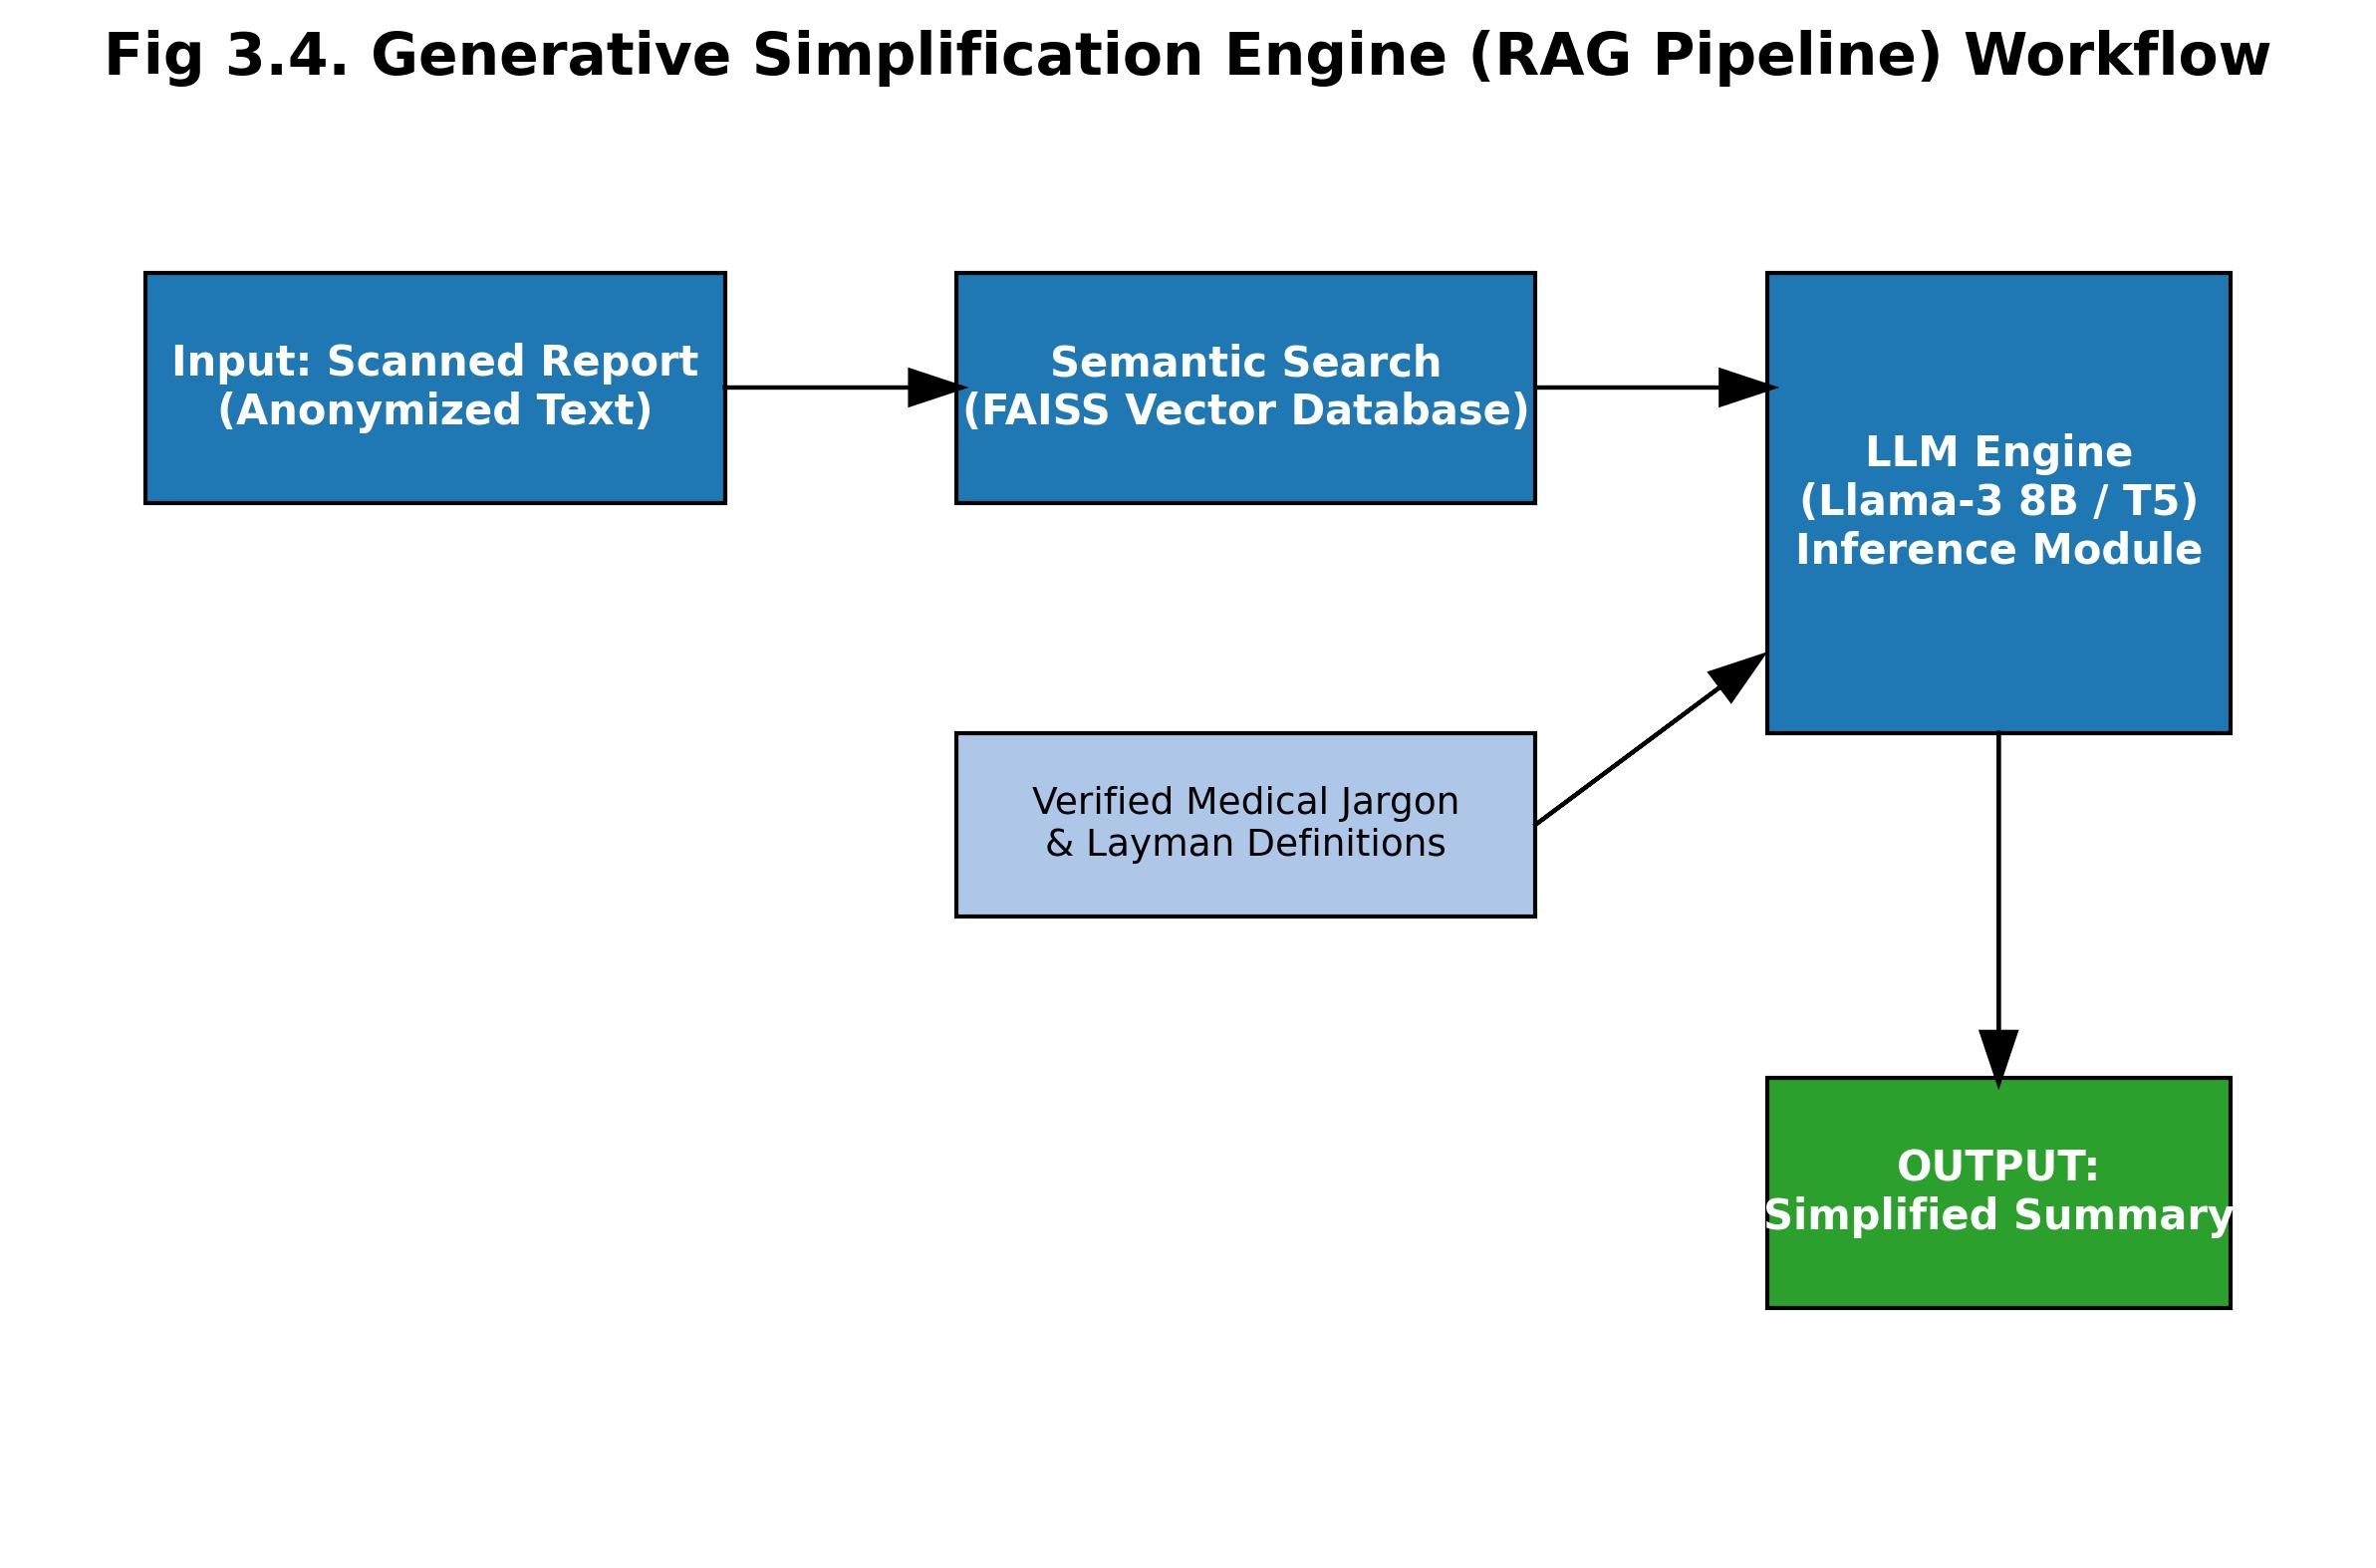 Fig 3.4. Generative Simplification Engine (RAG Pipeline) Workflow
Input: Scanned Report
(Anonymized Text)
Semantic Search
(FAISS Vector Database)
LLM Engine
(Llama-3 8B / T5)
Inference Module
Verified Medical Jargon
& Layman Definitions
OUTPUT:
Simplified Summary